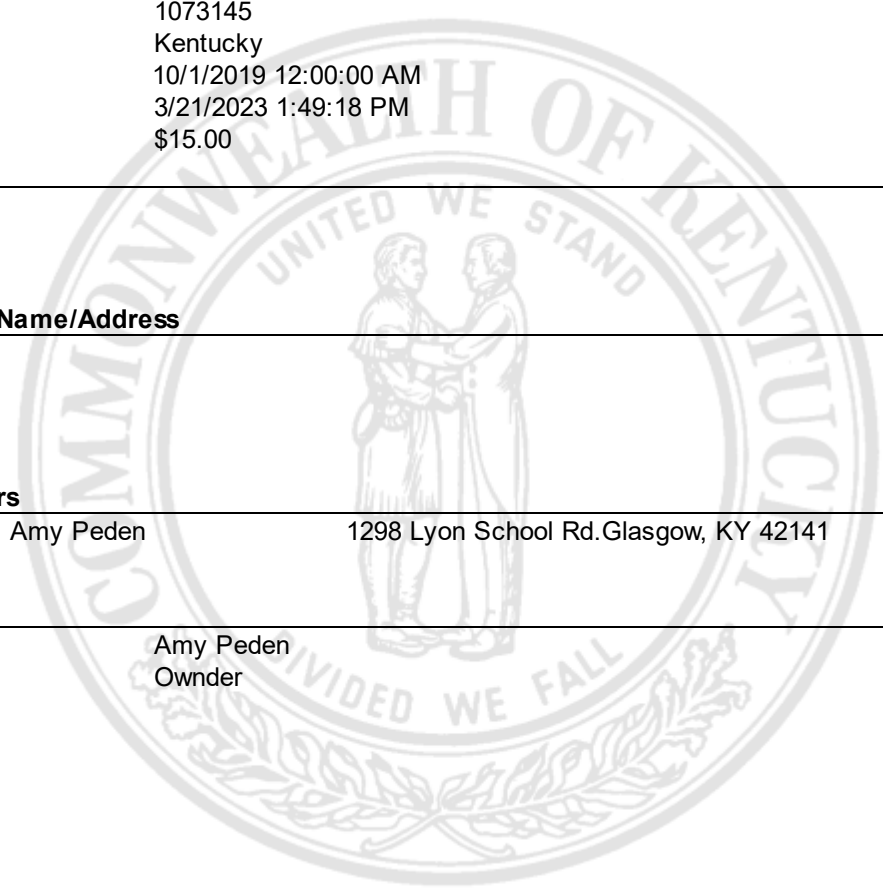 1073145
Kentucky
10/1/2019 12:00:00 AM
3/21/2023 1:49:18 PM
$15.00
COMMONWEALTH OF KENTUCKY
UNITED WE STAND
Name/Address
rs
Amy Peden 1298 Lyon School Rd.Glasgow, KY 42141
Amy Peden
Ownder
DIVIDED WE FALL